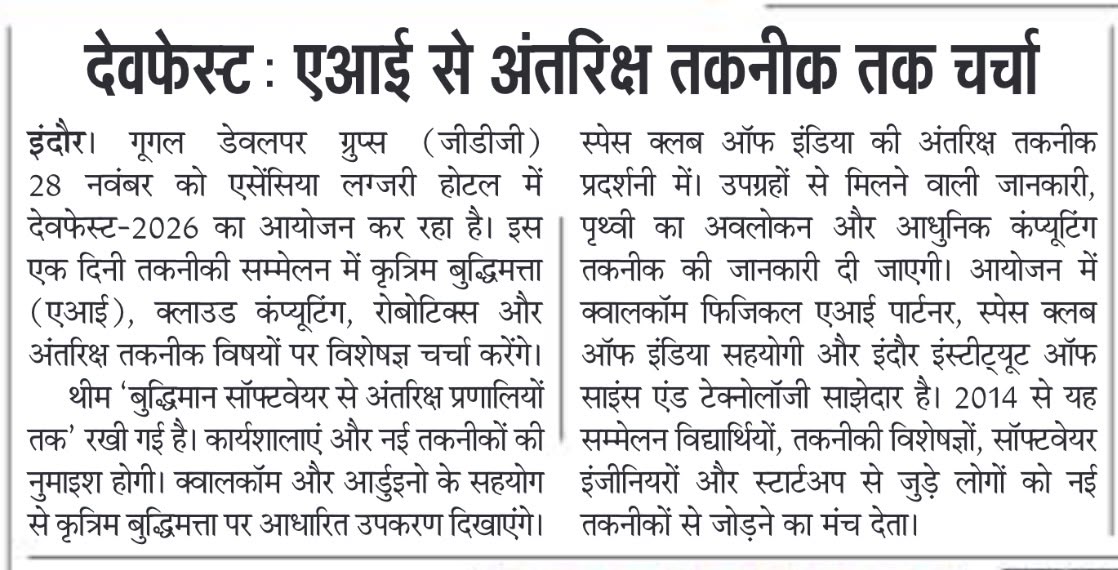 देवफेस्ट: एआई से अंतरिक्ष तकनीक तक चर्चा
इंदौर। गूगल डेवलपर ग्रुप्स (जीडीजी)
28 नवंबर को एसेंसिया लग्जरी होटल में
देवफेस्ट-2026 का आयोजन कर रहा है। इस
एक दिनी तकनीकी सम्मेलन में कृत्रिम बुद्धिमत्ता
(एआई), क्लाउड कंप्यूटिंग, रोबोटिक्स और
अंतरिक्ष तकनीक विषयों पर विशेषज्ञ चर्चा करेंगे।
थीम ‘बुद्धिमान सॉफ्टवेयर से अंतरिक्ष प्रणालियों
तक’ रखी गई है। कार्यशालाएं और नई तकनीकों की
नुमाइश होगी। क्वालकॉम और आर्डुइनो के सहयोग
से कृत्रिम बुद्धिमत्ता पर आधारित उपकरण दिखाएंगे।
स्पेस क्लब ऑफ इंडिया की अंतरिक्ष तकनीक
प्रदर्शनी में। उपग्रहों से मिलने वाली जानकारी,
पृथ्वी का अवलोकन और आधुनिक कंप्यूटिंग
तकनीक की जानकारी दी जाएगी। आयोजन में
क्वालकॉम फिजिकल एआई पार्टनर, स्पेस क्लब
ऑफ इंडिया सहयोगी और इंदौर इंस्टीट्यूट ऑफ
साइंस एंड टेक्नोलॉजी साझेदार है। 2014 से यह
सम्मेलन विद्यार्थियों, तकनीकी विशेषज्ञों, सॉफ्टवेयर
इंजीनियरों और स्टार्टअप से जुड़े लोगों को नई
तकनीकों से जोड़ने का मंच देता।